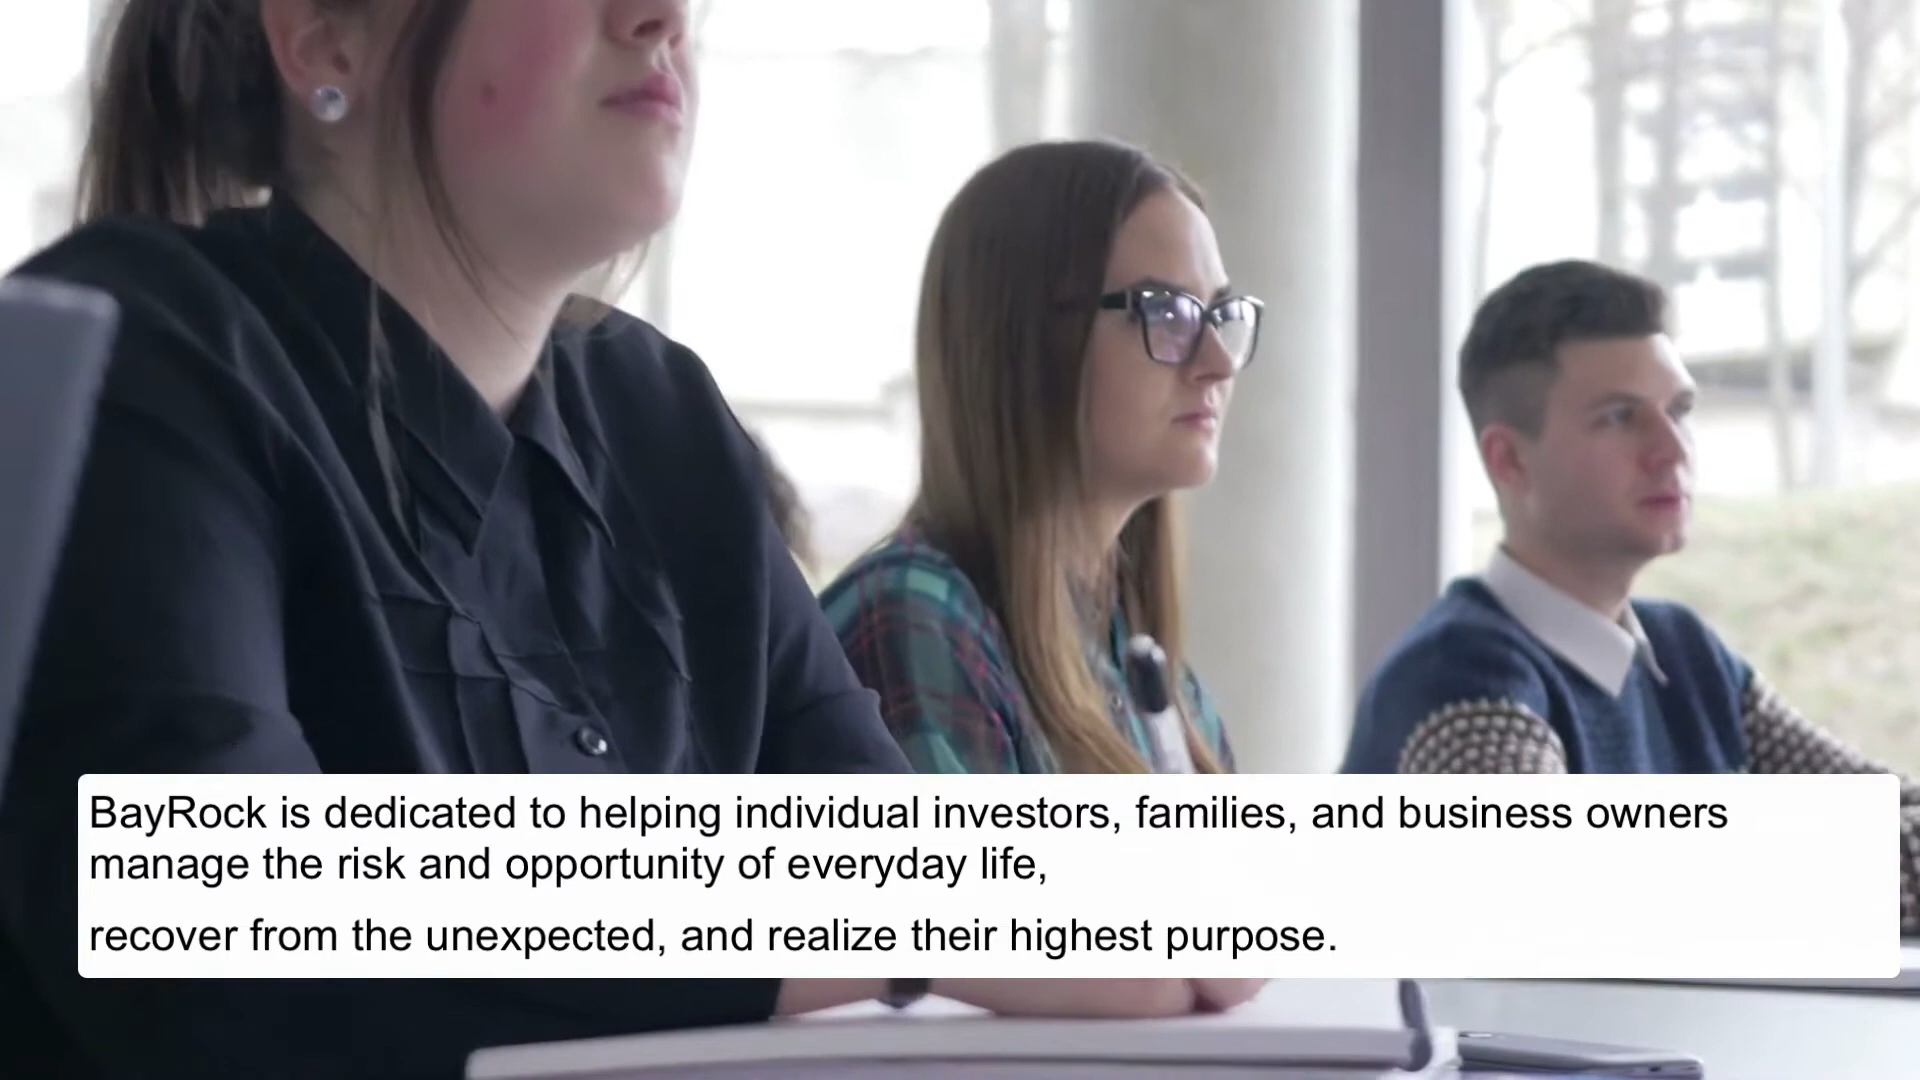 BayRock is dedicated to helping individual investors, families, and business owners
manage the risk and opportunity of everyday life,
recover from the unexpected, and realize their highest purpose.